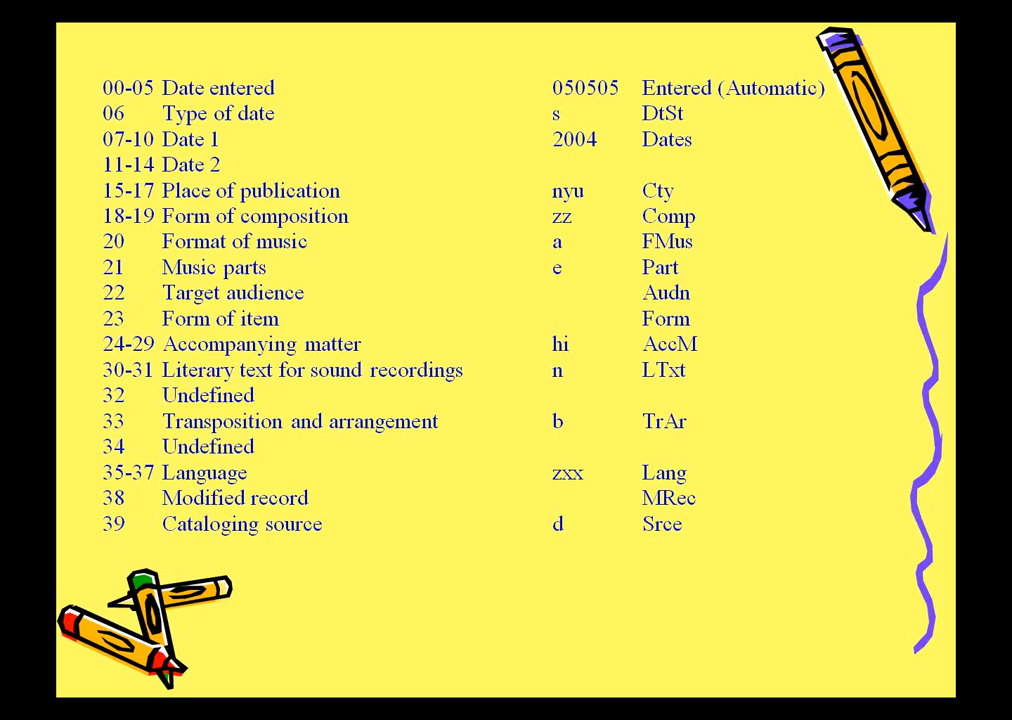 00-05 Date entered 050505 Entered (Automatic)
06 Type of date s DtSt
07-10 Date 1 2004 Dates
11-14 Date 2
15-17 Place of publication nyu Cty
18-19 Form of composition zz Comp
20 Format of music a FMus
21 Music parts e Part
22 Target audience Audn
23 Form of item Form
24-29 Accompanying matter hi AccM
30-31 Literary text for sound recordings n LTxt
32 Undefined
33 Transposition and arrangement b TrAr
34 Undefined
35-37 Language zxx Lang
38 Modified record MRec
39 Cataloging source d Srce